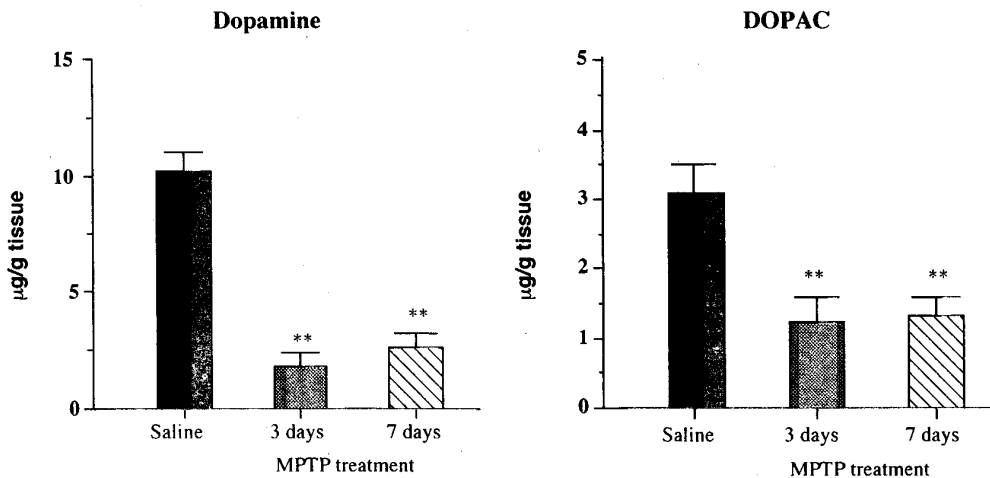 Dopamine
15
10
5
0
µg/g tissue
**
**
Saline
3 days
7 days
MPTP treatment
DOPAC
5
4
3
2
1
0
µg/g tissue
**
**
Saline
3 days
7 days
MPTP treatment